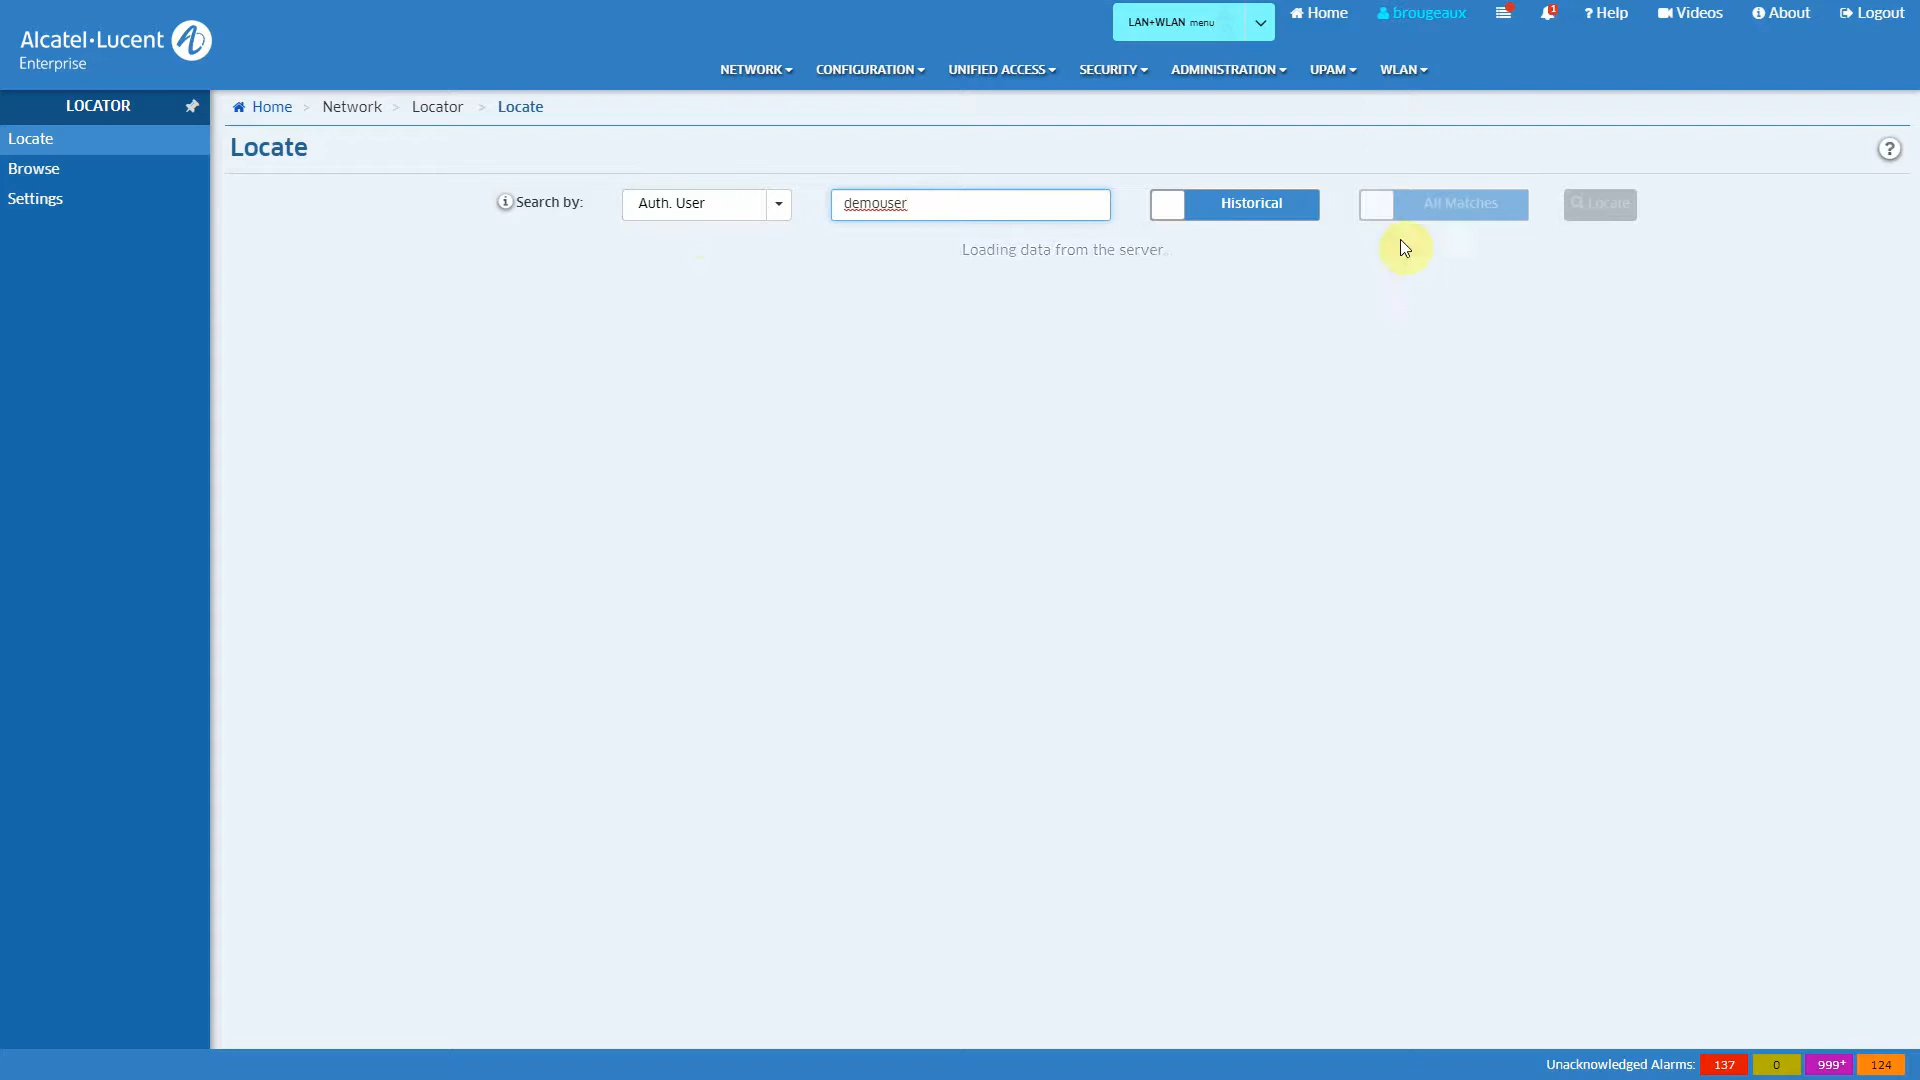 Alcatel·Lucent
Enterprise
LAN+WLAN menu
Home
brougeaux
1
? Help
Videos
About
Logout
NETWORK
CONFIGURATION
UNIFIED ACCESS
SECURITY
ADMINISTRATION
UPAM
WLAN
LOCATOR
Locate
Browse
Settings
Home > Network > Locator > Locate
Locate
?
Search by:
Auth. User
demouser
Historical
All Matches
Locate
Loading data from the server...
Unacknowledged Alarms: 137 0 999+ 124